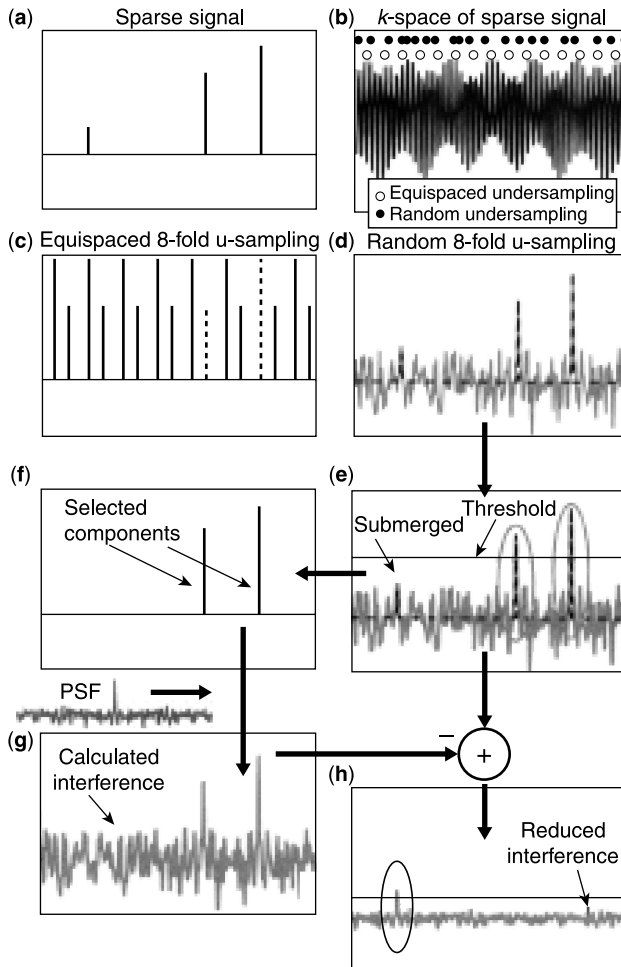 (a) Sparse signal
(b) k-space of sparse signal
Equispaced undersampling
Random undersampling
(c) Equispaced 8-fold u-sampling
(d) Random 8-fold u-sampling
(f)
Selected
components
(e)
Threshold
Submerged
PSF
(g)
Calculated
interference
−
+
(h)
Reduced
interference